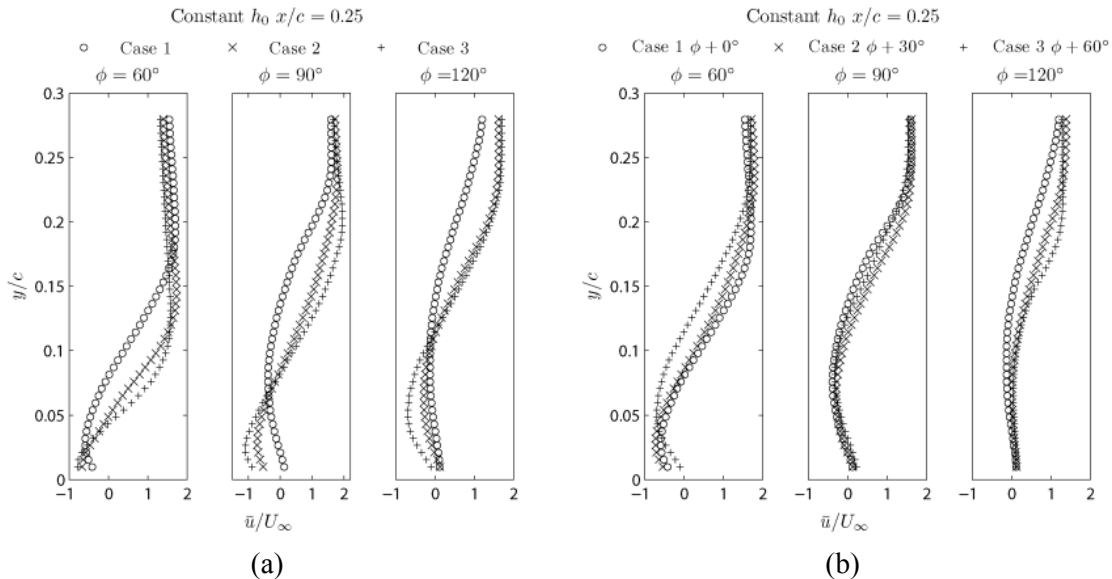 Constant h₀ x/c = 0.25
○ Case 1 × Case 2 + Case 3
ϕ = 60° ϕ = 90° ϕ =120°
0.3
0.25
0.2
0.15
0.1
0.05
0
y/c
−1 0 1 2 −1 0 1 2 −1 0 1 2
ū/U∞
(a)
Constant h₀ x/c = 0.25
○ Case 1 ϕ + 0° × Case 2 ϕ + 30° + Case 3 ϕ + 60°
ϕ = 60° ϕ = 90° ϕ =120°
0.3
0.25
0.2
0.15
0.1
0.05
0
y/c
−1 0 1 2 −1 0 1 2 −1 0 1 2
ū/U∞
(b)